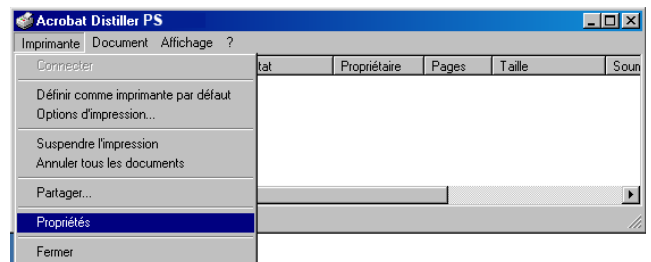 Acrobat Distiller PS
Imprimante Document Affichage ?
tat Propriétaire Pages Taille Soun
Connecter
Définir comme imprimante par défaut
Options d'impression...
Suspendre l'impression
Annuler tous les documents
Partager...
Propriétés
Fermer